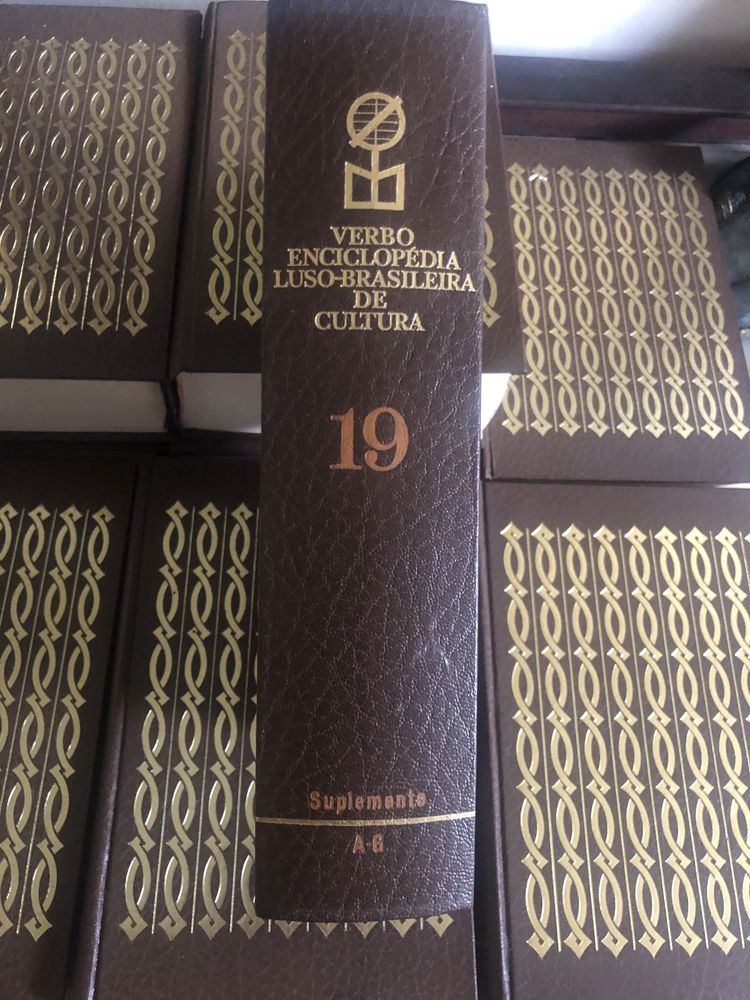 VERBO
ENCICLOPÉDIA
LUSO-BRASILEIRA
DE
CULTURA
19
Suplemento
A-G